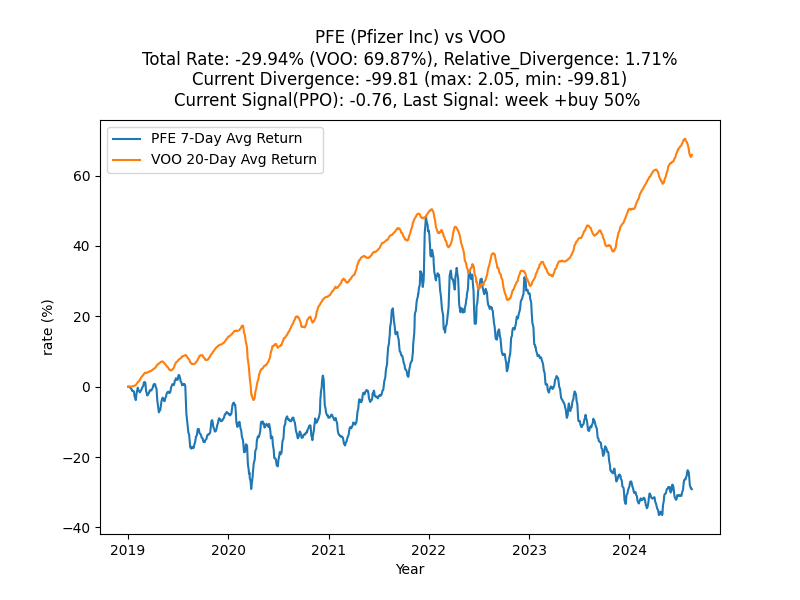 PFE (Pfizer Inc) vs VOO
Total Rate: -29.94% (VOO: 69.87%), Relative_Divergence: 1.71%
Current Divergence: -99.81 (max: 2.05, min: -99.81)
Current Signal(PPO): -0.76, Last Signal: week +buy 50%
PFE 7-Day Avg Return
VOO 20-Day Avg Return
60
40
20
0
−20
−40
rate (%)
2019 2020 2021 2022 2023 2024
Year